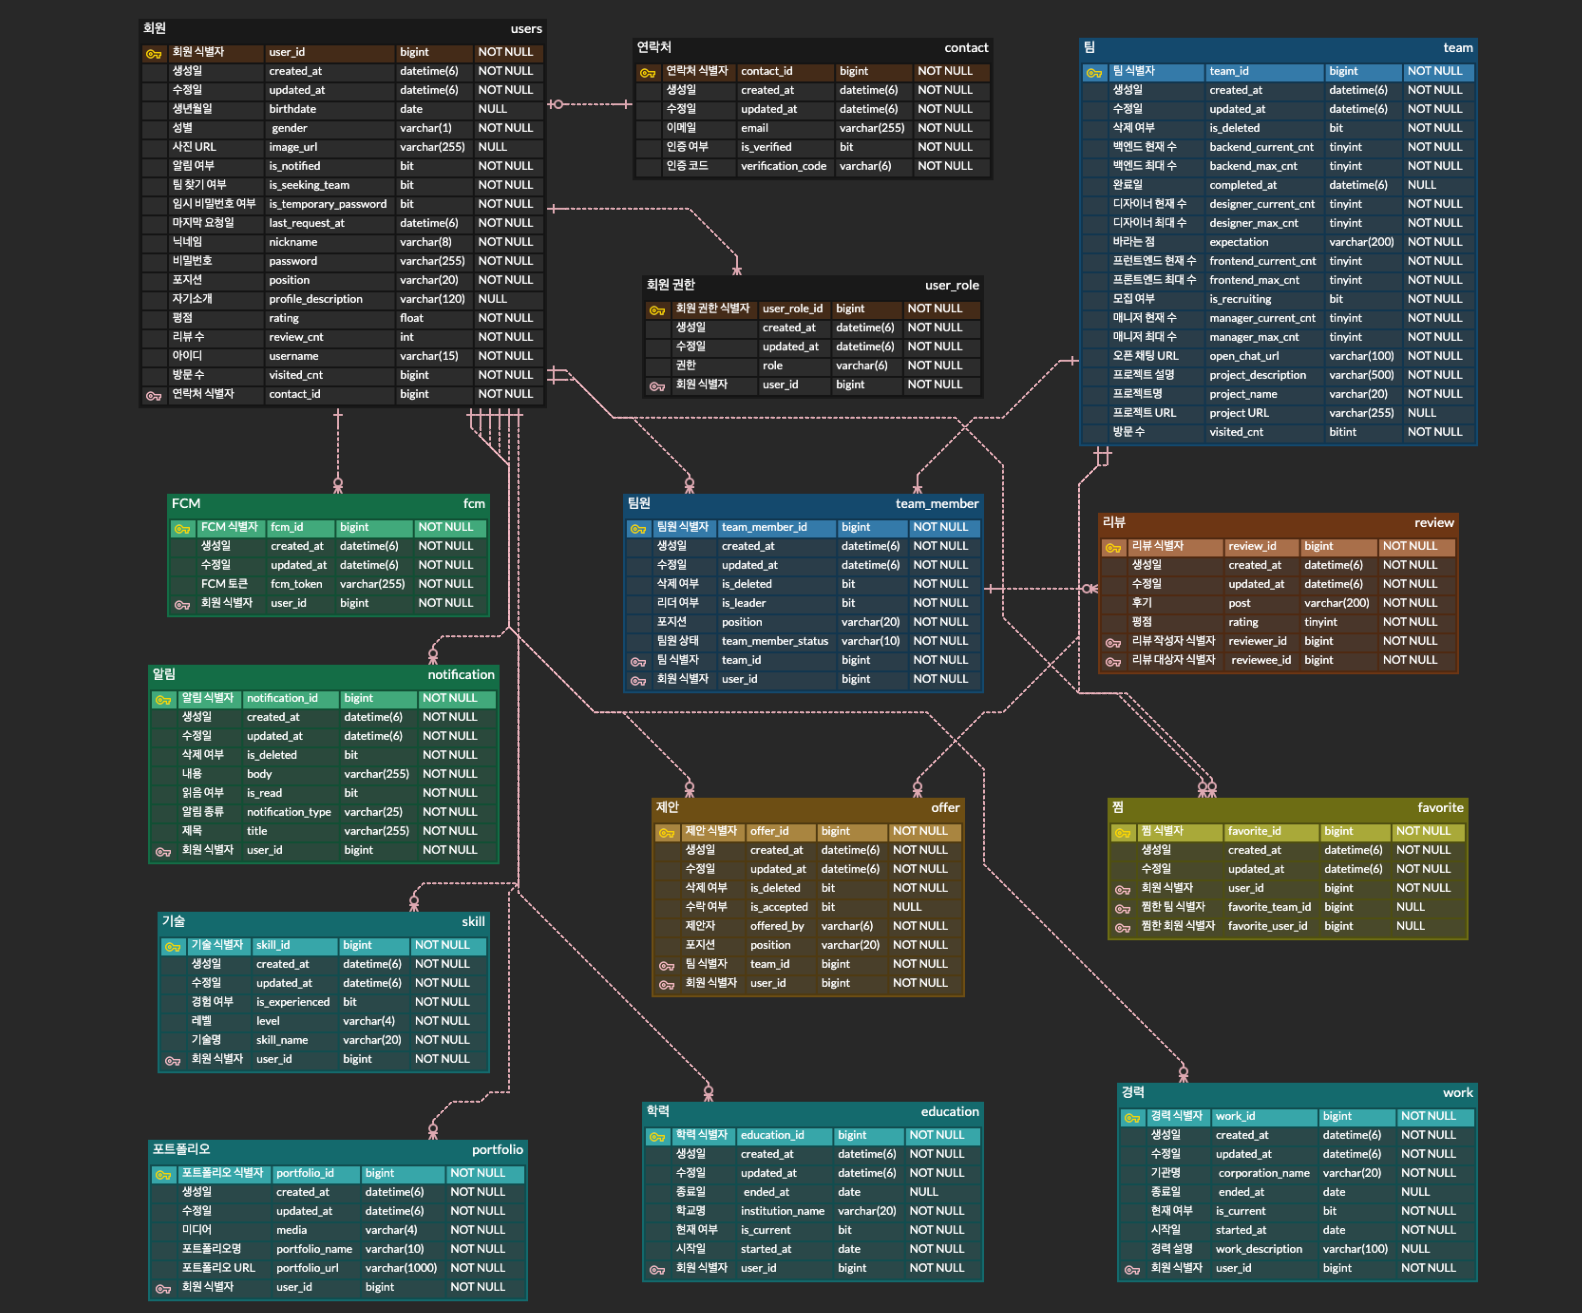 회원 users
회원 식별자 user_id bigint NOT NULL
생성일 created_at datetime(6) NOT NULL
수정일 updated_at datetime(6) NOT NULL
생년월일 birthdate date NULL
성별 gender varchar(1) NOT NULL
사진 URL image_url varchar(255) NULL
알림 여부 is_notified bit NOT NULL
팀 찾기 여부 is_seeking_team bit NOT NULL
임시 비밀번호 여부 is_temporary_password bit NOT NULL
마지막 요청일 last_request_at datetime(6) NOT NULL
닉네임 nickname varchar(8) NOT NULL
비밀번호 password varchar(255) NOT NULL
포지션 position varchar(20) NOT NULL
자기소개 profile_description varchar(120) NULL
평점 rating float NOT NULL
리뷰 수 review_cnt int NOT NULL
아이디 username varchar(15) NOT NULL
방문 수 visited_cnt bigint NOT NULL
연락처 식별자 contact_id bigint NOT NULL
연락처 contact
연락처 식별자 contact_id bigint NOT NULL
생성일 created_at datetime(6) NOT NULL
수정일 updated_at datetime(6) NOT NULL
이메일 email varchar(255) NOT NULL
인증 여부 is_verified bit NOT NULL
인증 코드 verification_code varchar(6) NOT NULL
팀 team
팀 식별자 team_id bigint NOT NULL
생성일 created_at datetime(6) NOT NULL
수정일 updated_at datetime(6) NOT NULL
삭제 여부 is_deleted bit NOT NULL
백엔드 현재 수 backend_current_cnt tinyint NOT NULL
백엔드 최대 수 backend_max_cnt tinyint NOT NULL
완료일 completed_at datetime(6) NULL
디자이너 현재 수 designer_current_cnt tinyint NOT NULL
디자이너 최대 수 designer_max_cnt tinyint NOT NULL
바라는 점 expectation varchar(200) NOT NULL
프런트엔드 현재 수 frontend_current_cnt tinyint NOT NULL
프론트엔드 최대 수 frontend_max_cnt tinyint NOT NULL
모집 여부 is_recruiting bit NOT NULL
매니저 현재 수 manager_current_cnt tinyint NOT NULL
매니저 최대 수 manager_max_cnt tinyint NOT NULL
오픈 채팅 URL open_chat_url varchar(100) NOT NULL
프로젝트 설명 project_description varchar(500) NOT NULL
프로젝트명 project_name varchar(20) NOT NULL
프로젝트 URL project URL varchar(255) NULL
방문 수 visited_cnt bitint NOT NULL
회원 권한 user_role
회원 권한 식별자 user_role_id bigint NOT NULL
생성일 created_at datetime(6) NOT NULL
수정일 updated_at datetime(6) NOT NULL
권한 role varchar(6) NOT NULL
회원 식별자 user_id bigint NOT NULL
FCM fcm
FCM 식별자 fcm_id bigint NOT NULL
생성일 created_at datetime(6) NOT NULL
수정일 updated_at datetime(6) NOT NULL
FCM 토큰 fcm_token varchar(255) NOT NULL
회원 식별자 user_id bigint NOT NULL
팀원 team_member
팀원 식별자 team_member_id bigint NOT NULL
생성일 created_at datetime(6) NOT NULL
수정일 updated_at datetime(6) NOT NULL
삭제 여부 is_deleted bit NOT NULL
리더 여부 is_leader bit NOT NULL
포지션 position varchar(20) NOT NULL
팀원 상태 team_member_status varchar(10) NOT NULL
팀 식별자 team_id bigint NOT NULL
회원 식별자 user_id bigint NOT NULL
리뷰 review
리뷰 식별자 review_id bigint NOT NULL
생성일 created_at datetime(6) NOT NULL
수정일 updated_at datetime(6) NOT NULL
후기 post varchar(200) NOT NULL
평점 rating tinyint NOT NULL
리뷰 작성자 식별자 reviewer_id bigint NOT NULL
리뷰 대상자 식별자 reviewee_id bigint NOT NULL
알림 notification
알림 식별자 notification_id bigint NOT NULL
생성일 created_at datetime(6) NOT NULL
수정일 updated_at datetime(6) NOT NULL
삭제 여부 is_deleted bit NOT NULL
내용 body varchar(255) NOT NULL
읽음 여부 is_read bit NOT NULL
알림 종류 notification_type varchar(25) NOT NULL
제목 title varchar(255) NOT NULL
회원 식별자 user_id bigint NOT NULL
제안 offer
제안 식별자 offer_id bigint NOT NULL
생성일 created_at datetime(6) NOT NULL
수정일 updated_at datetime(6) NOT NULL
삭제 여부 is_deleted bit NOT NULL
수락 여부 is_accepted bit NULL
제안자 offered_by varchar(6) NOT NULL
포지션 position varchar(20) NOT NULL
팀 식별자 team_id bigint NOT NULL
회원 식별자 user_id bigint NOT NULL
찜 favorite
찜 식별자 favorite_id bigint NOT NULL
생성일 created_at datetime(6) NOT NULL
수정일 updated_at datetime(6) NOT NULL
회원 식별자 user_id bigint NOT NULL
찜한 팀 식별자 favorite_team_id bigint NULL
찜한 회원 식별자 favorite_user_id bigint NULL
기술 skill
기술 식별자 skill_id bigint NOT NULL
생성일 created_at datetime(6) NOT NULL
수정일 updated_at datetime(6) NOT NULL
경험 여부 is_experienced bit NOT NULL
레벨 level varchar(4) NOT NULL
기술명 skill_name varchar(20) NOT NULL
회원 식별자 user_id bigint NOT NULL
포트폴리오 portfolio
포트폴리오 식별자 portfolio_id bigint NOT NULL
생성일 created_at datetime(6) NOT NULL
수정일 updated_at datetime(6) NOT NULL
미디어 media varchar(4) NOT NULL
포트폴리오명 portfolio_name varchar(10) NOT NULL
포트폴리오 URL portfolio_url varchar(1000) NOT NULL
회원 식별자 user_id bigint NOT NULL
학력 education
학력 식별자 education_id bigint NOT NULL
생성일 created_at datetime(6) NOT NULL
수정일 updated_at datetime(6) NOT NULL
종료일 ended_at date NULL
학교명 institution_name varchar(20) NOT NULL
현재 여부 is_current bit NOT NULL
시작일 started_at date NOT NULL
회원 식별자 user_id bigint NOT NULL
경력 work
경력 식별자 work_id bigint NOT NULL
생성일 created_at datetime(6) NOT NULL
수정일 updated_at datetime(6) NOT NULL
기관명 corporation_name varchar(20) NOT NULL
종료일 ended_at date NULL
현재 여부 is_current bit NOT NULL
시작일 started_at date NOT NULL
경력 설명 work_description varchar(100) NULL
회원 식별자 user_id bigint NOT NULL